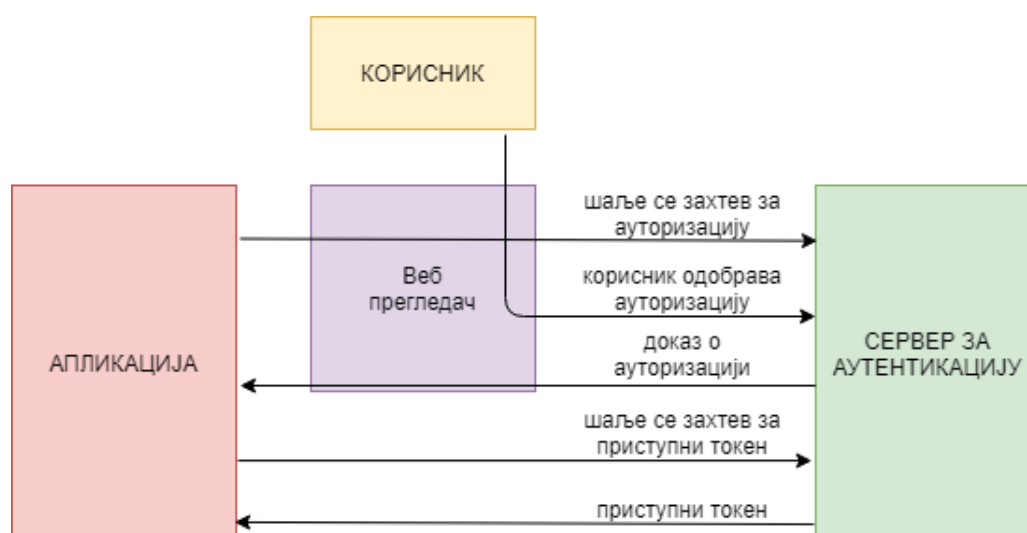 КОРИСНИК
шаље се захтев за
ауторизацију
Веб
прегледач
корисник одобрава
ауторизацију
доказ о
ауторизацији
АПЛИКАЦИЈА
СЕРВЕР ЗА
АУТЕНТИКАЦИЈУ
шаље се захтев за
приступни токен
приступни токен